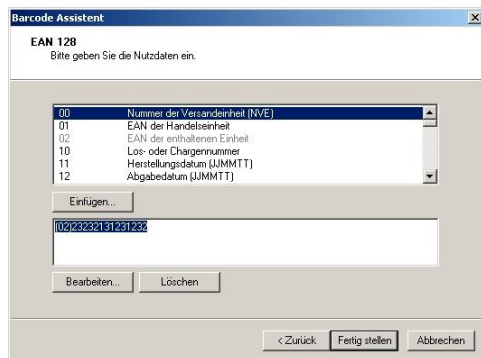 Barcode Assistent
EAN 128
Bitte geben Sie die Nutzdaten ein.
00 Nummer der Versandeinheit (NVE)
01 EAN der Handelseinheit
02 EAN der enthaltenen Einheit
10 Los- oder Chargennummer
11 Herstellungsdatum (JJMMTT)
12 Abgabedatum (JJMMTT)
Einfügen...
(02)23232131231232
Bearbeiten... Löschen
< Zurück Fertig stellen Abbrechen